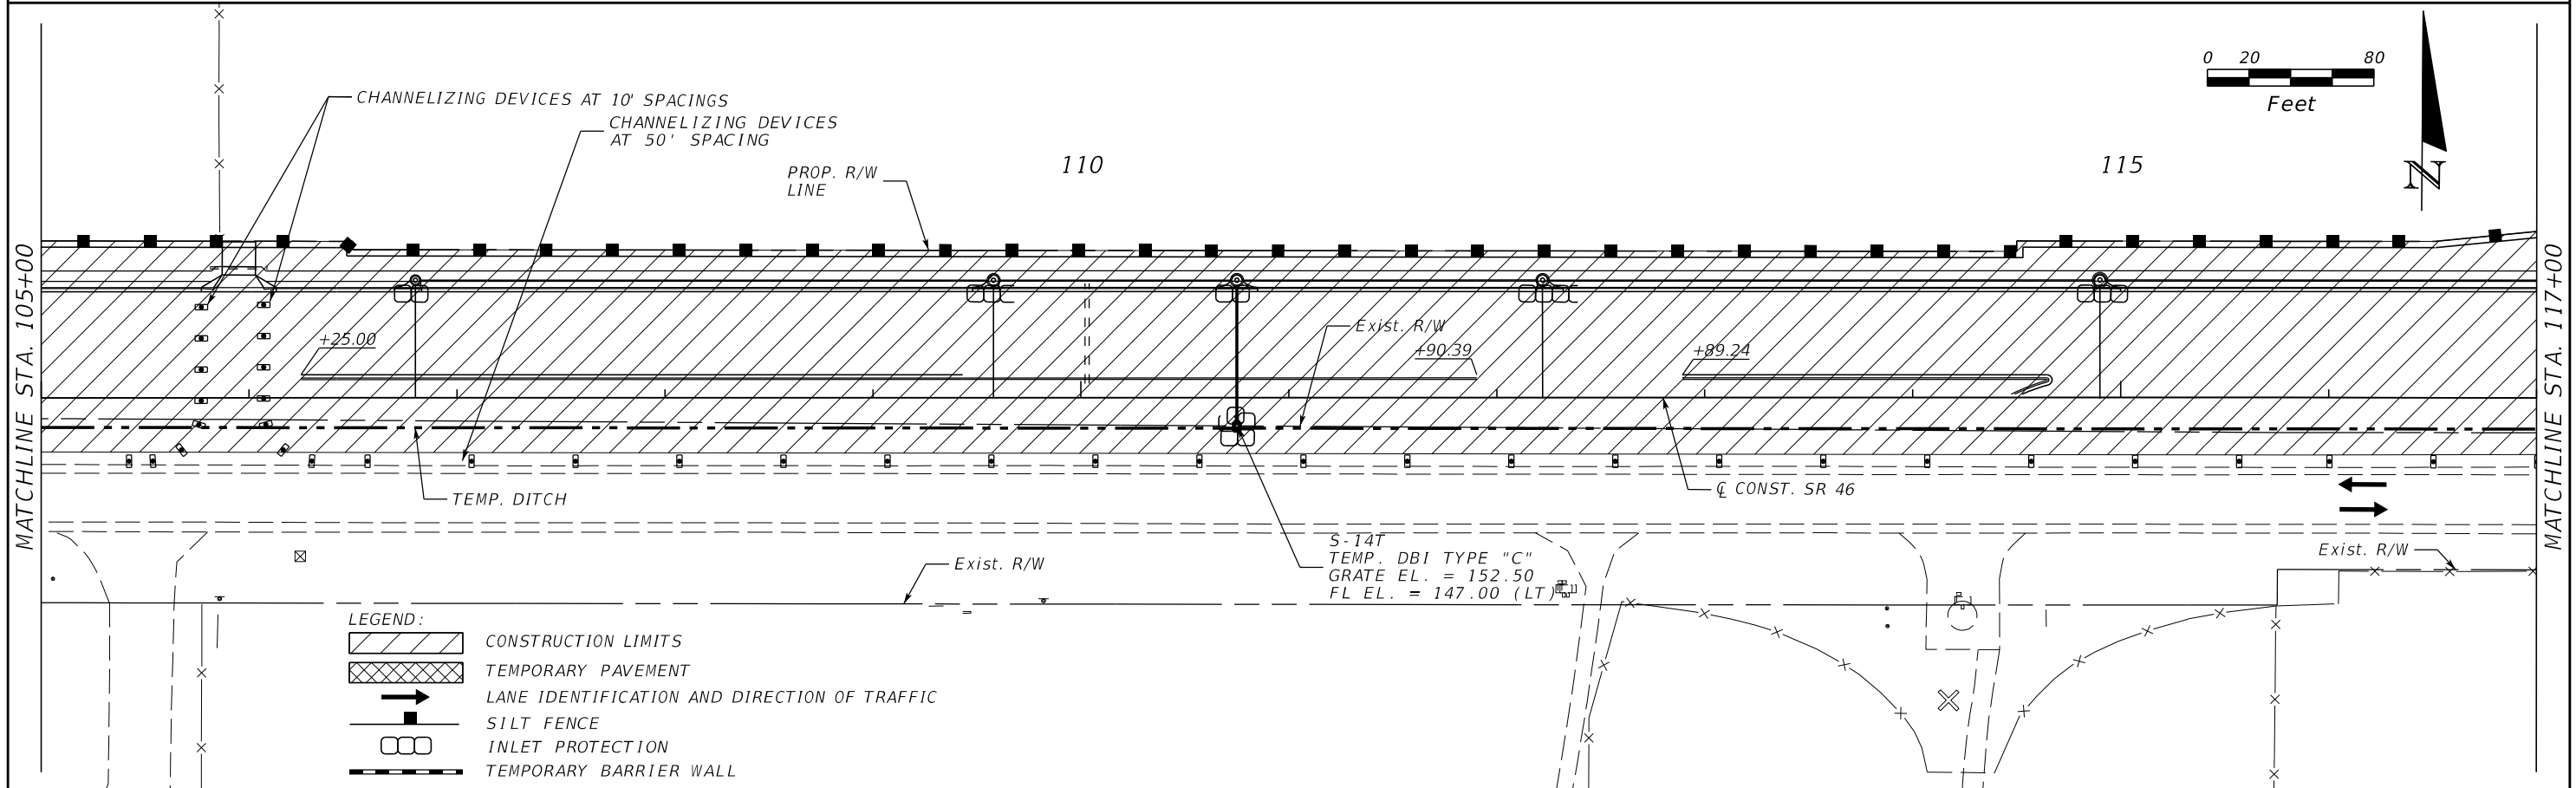 CHANNELIZING DEVICES AT 10' SPACINGS
CHANNELIZING DEVICES
AT 50' SPACING
PROP. R/W
LINE
110
115
0 20 80
Feet
N
MATCHLINE STA. 105+00
MATCHLINE STA. 117+00
+25.00
Exist. R/W
+90.39
+89.24
TEMP. DITCH
℄ CONST. SR 46
S-14T
TEMP. DBI TYPE "C"
GRATE EL. = 152.50
FL EL. = 147.00 (LT)
Exist. R/W
Exist. R/W
LEGEND:
CONSTRUCTION LIMITS
TEMPORARY PAVEMENT
LANE IDENTIFICATION AND DIRECTION OF TRAFFIC
SILT FENCE
INLET PROTECTION
TEMPORARY BARRIER WALL